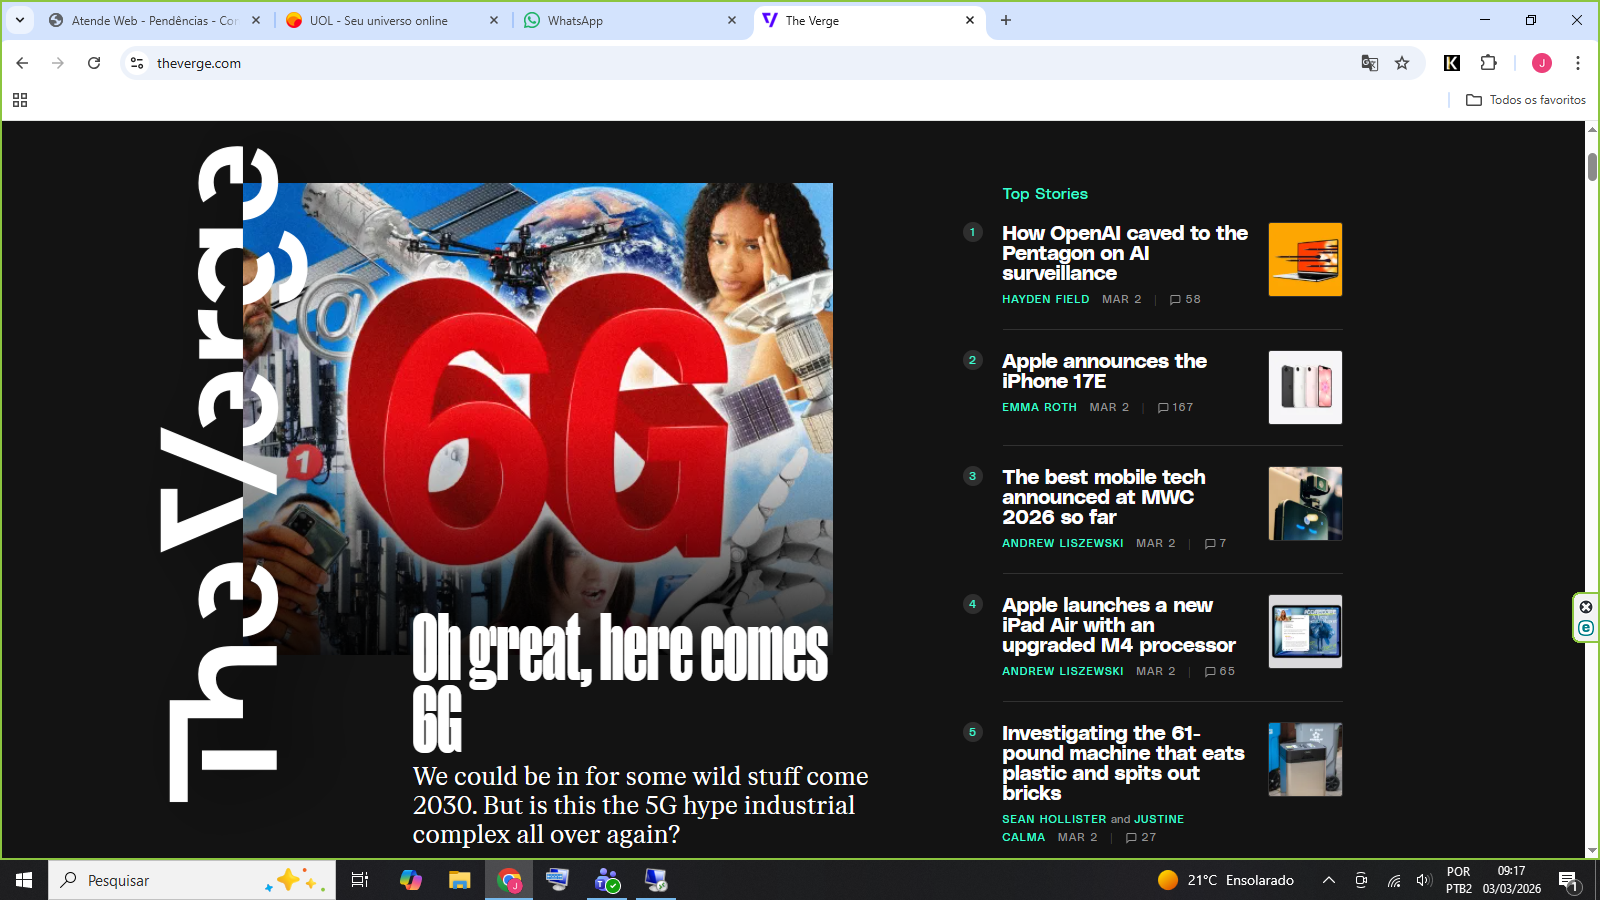 Atende Web - Pendências - Con
UOL - Seu universo online
WhatsApp
The Verge
theverge.com
K
J
Todos os favoritos
The Verge
@
1
6G
Oh great, here comes
6G
We could be in for some wild stuff come
2030. But is this the 5G hype industrial
complex all over again?
Top Stories
1
How OpenAI caved to the
Pentagon on AI
surveillance
HAYDEN FIELD MAR 2 | 58
2
Apple announces the
iPhone 17E
EMMA ROTH MAR 2 | 167
3
The best mobile tech
announced at MWC
2026 so far
ANDREW LISZEWSKI MAR 2 | 7
4
Apple launches a new
iPad Air with an
upgraded M4 processor
ANDREW LISZEWSKI MAR 2 | 65
5
Investigating the 61-
pound machine that eats
plastic and spits out
bricks
SEAN HOLLISTER and JUSTINE
CALMA MAR 2 | 27
Pesquisar
21°C Ensolarado
POR
PTB2
09:17
03/03/2026
1